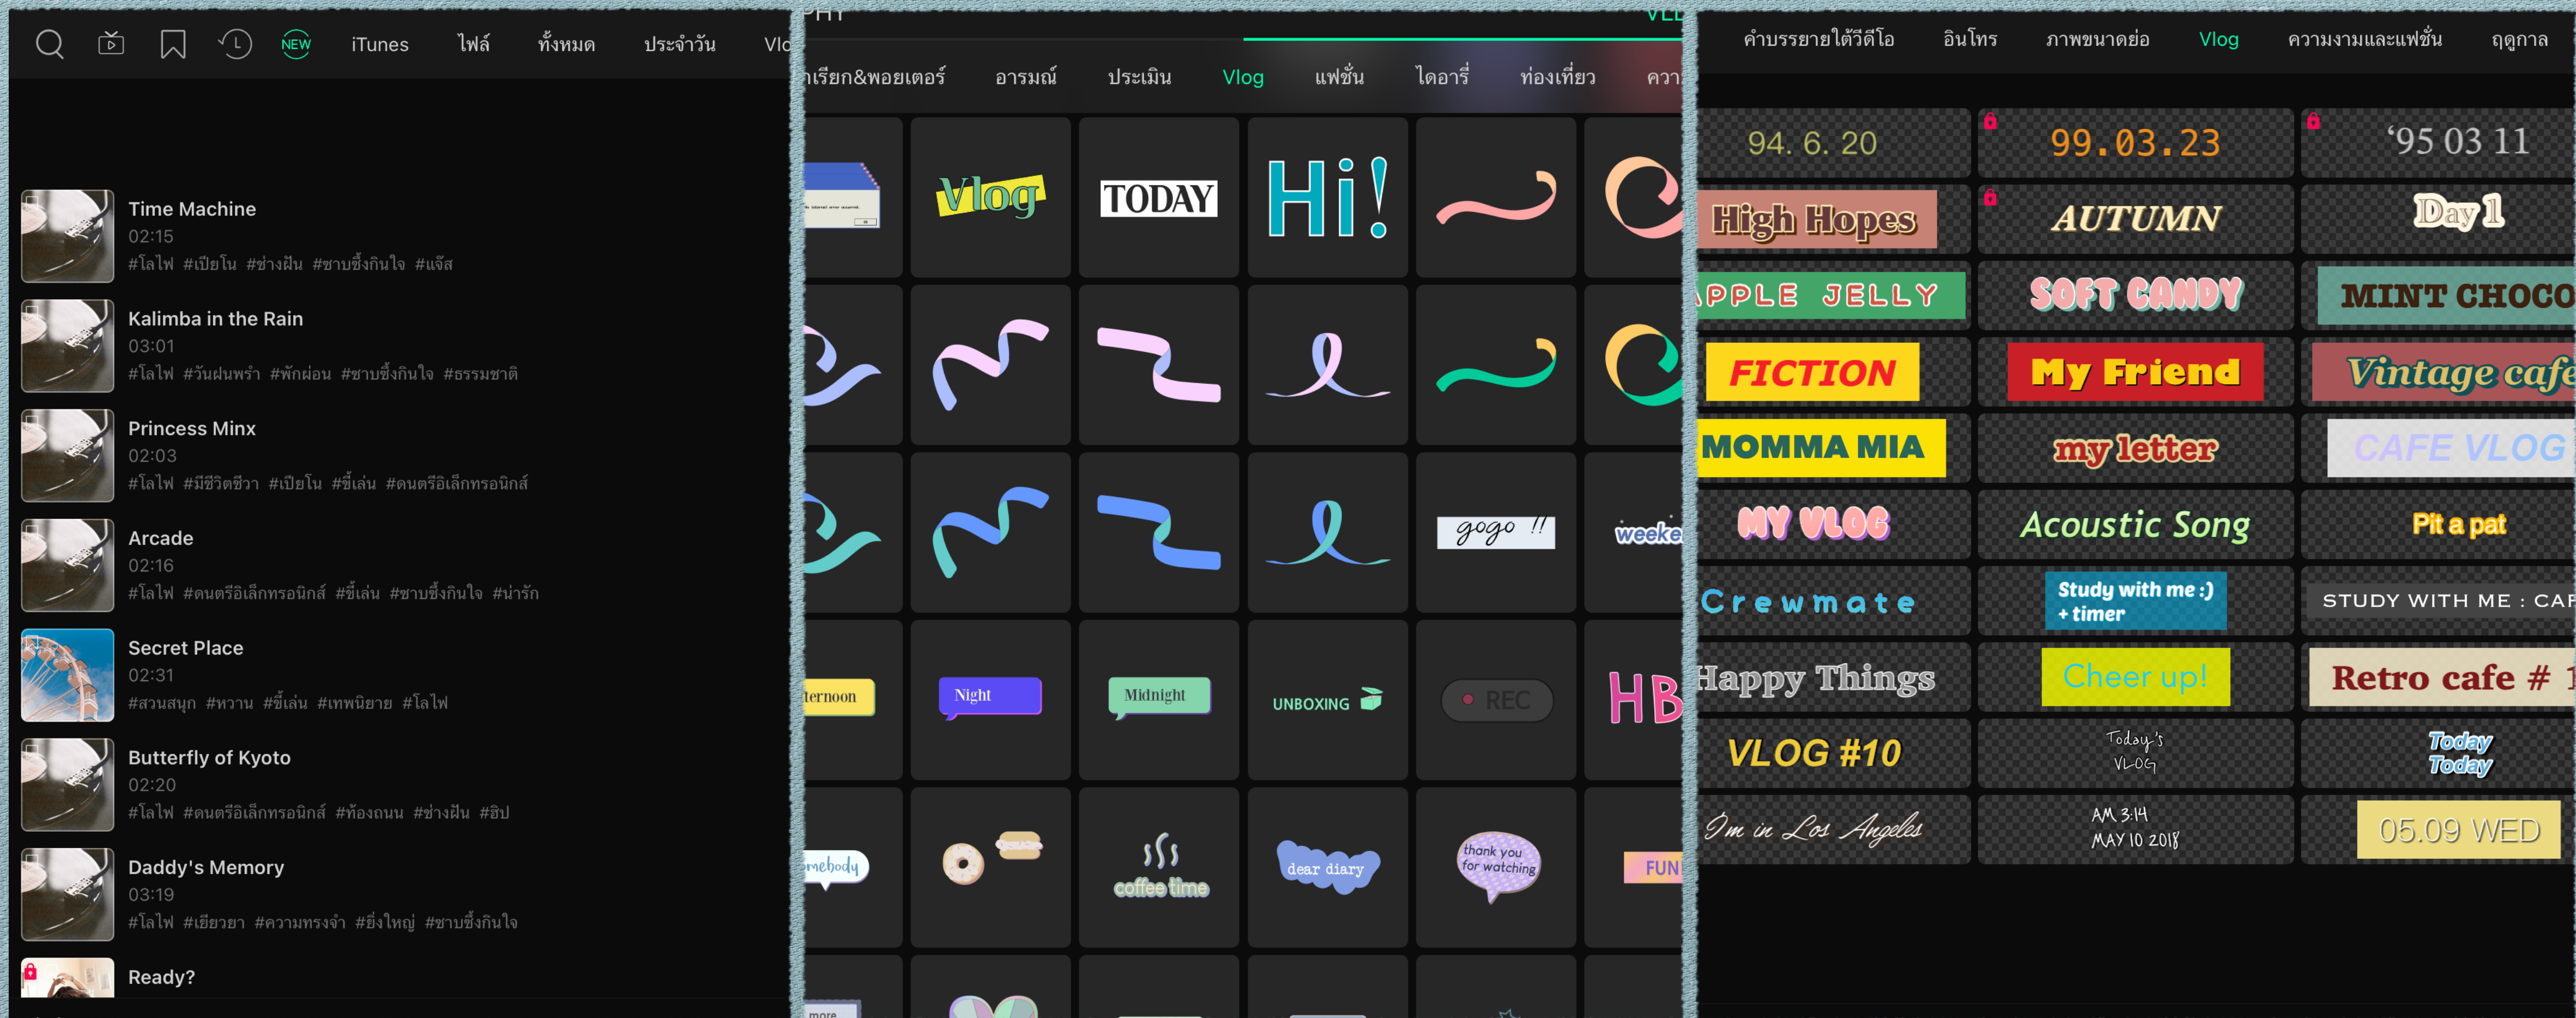 NEW iTunes ไฟล์ ทั้งหมด ประจำวัน
Time Machine
02:15
#โลไฟ #เปียโน #ช่างฝัน #ซาบซึ้งกินใจ #แจ๊ส
Kalimba in the Rain
03:01
#โลไฟ #วันฝนพรำ #พักผ่อน #ซาบซึ้งกินใจ #ธรรมชาติ
Princess Minx
02:03
#โลไฟ #มีชีวิตชีวา #เปียโน #ขี้เล่น #ดนตรีอิเล็กทรอนิกส์
Arcade
02:16
#โลไฟ #ดนตรีอิเล็กทรอนิกส์ #ขี้เล่น #ซาบซึ้งกินใจ #น่ารัก
Secret Place
02:31
#สวนสนุก #หวาน #ขี้เล่น #เทพนิยาย #โลไฟ
Butterfly of Kyoto
02:20
#โลไฟ #ดนตรีอิเล็กทรอนิกส์ #ท้องถนน #ช่างฝัน #ฮิป
Daddy's Memory
03:19
#โลไฟ #เยียวยา #ความทรงจำ #ยิ่งใหญ่ #ซาบซึ้งกินใจ
Ready?
อารมณ์ ประเมิน Vlog แฟชั่น ไดอารี่ ท่องเที่ยว
Vlog TODAY Hi!
gogo !!
Night Midnight UNBOXING REC
coffee time dear diary thank you
for watching
FUN
more
คำบรรยายใต้วีดีโอ อินโทร ภาพขนาดย่อ Vlog ความงามและแฟชั่น ฤดูกาล
94. 6. 20 99.03.23 ‘95 03 11
High Hopes AUTUMN Day 1
APPLE JELLY SOFT CANDY MINT CHOCO
FICTION My Friend Vintage cafe
MOMMA MIA my letter CAFE VLOG
MY VLOG Acoustic Song Pit a pat
Crewmate Study with me :)
+ timer
STUDY WITH ME :
Happy Things Cheer up! Retro cafe #
VLOG #10 Today's
VLOG
Today
Today
I'm in Los Angeles AM 3:14
MAY 10 2018
05.09 WED